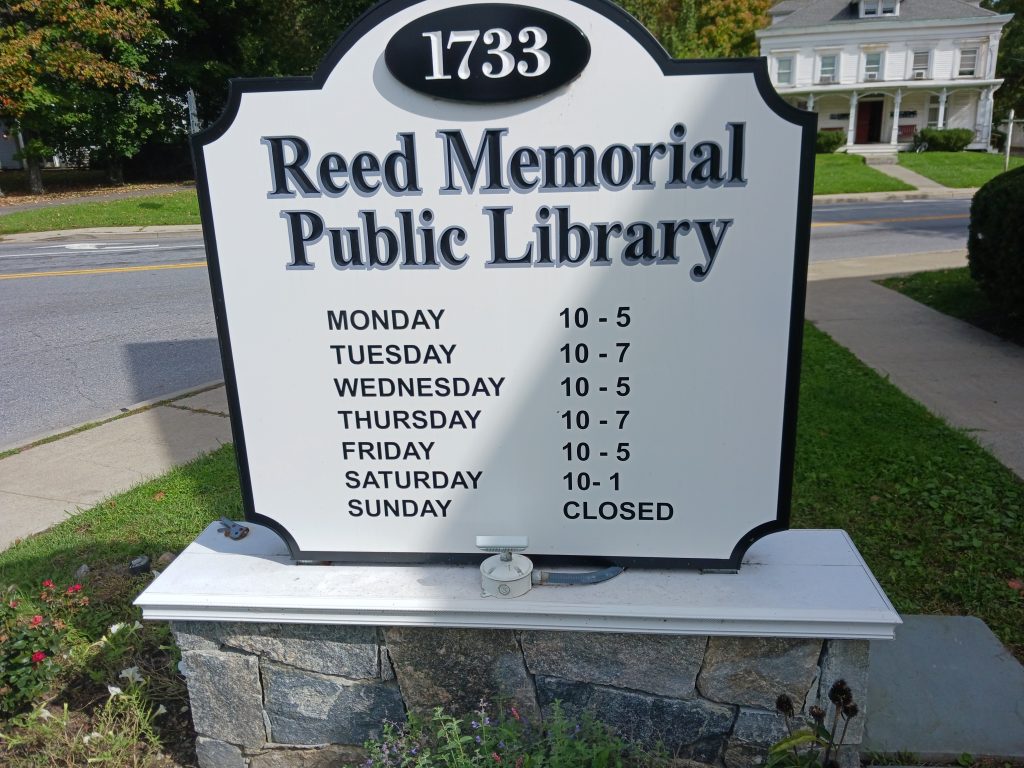 1733
Reed Memorial
Public Library
MONDAY 10 - 5
TUESDAY 10 - 7
WEDNESDAY 10 - 5
THURSDAY 10 - 7
FRIDAY 10 - 5
SATURDAY 10- 1
SUNDAY CLOSED